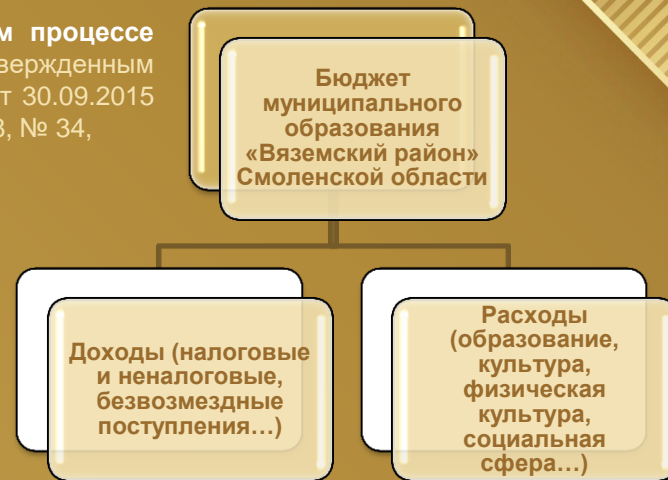 м процессе
вержденным
т 30.09.2015
, № 34,
Бюджет
муниципального
образования
«Вяземский район»
Смоленской области
Доходы (налоговые
и неналоговые,
безвозмездные
поступления…)
Расходы
(образование,
культура,
физическая
культура,
социальная
сфера…)